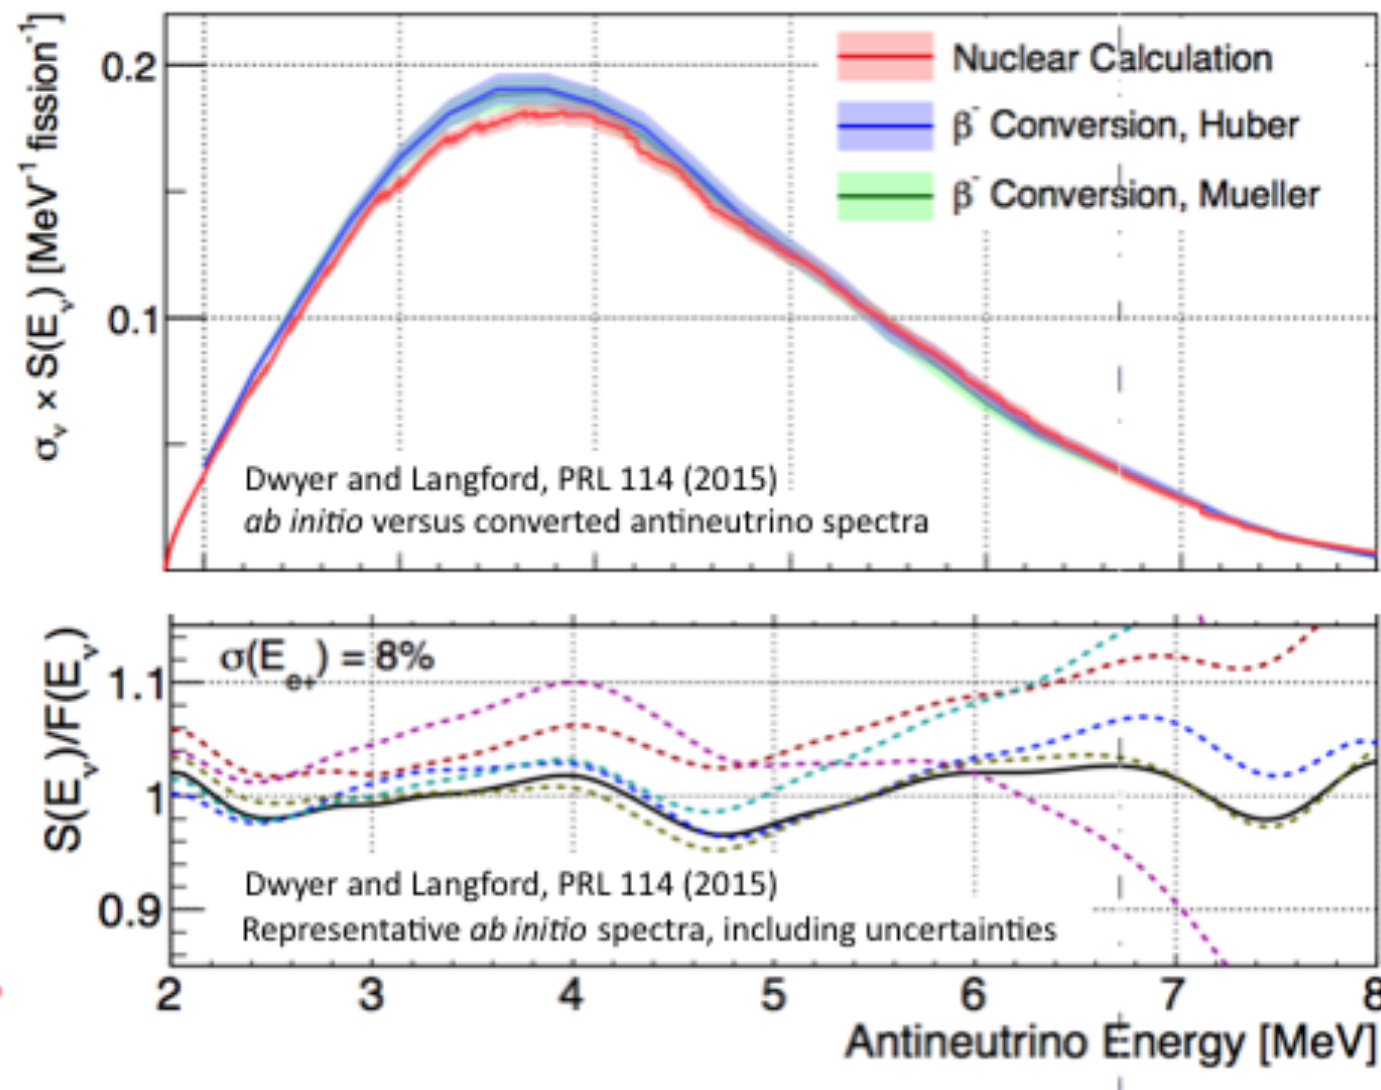 σν × S(Eν) [MeV⁻¹ fission⁻¹]
0.2
0.1
Nuclear Calculation
β⁻ Conversion, Huber
β⁻ Conversion, Mueller
Dwyer and Langford, PRL 114 (2015)
ab initio versus converted antineutrino spectra
S(Eν)/F(Eν)
σ(Ee+) = 8%
1.1
1
0.9
Dwyer and Langford, PRL 114 (2015)
Representative ab initio spectra, including uncertainties
2 3 4 5 6 7 8
Antineutrino Energy [MeV]